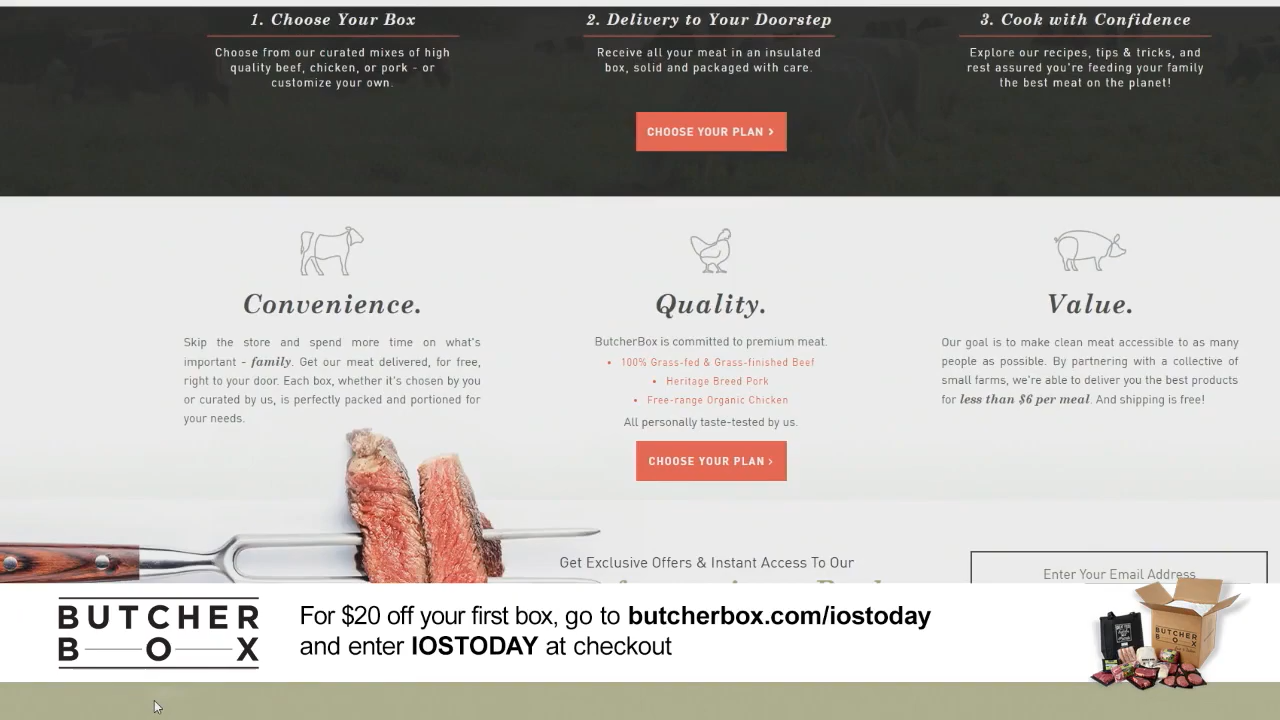 1. Choose Your Box
Choose from our curated mixes of high
quality beef, chicken, or pork - or
customize your own.
2. Delivery to Your Doorstep
Receive all your meat in an insulated
box, solid and packaged with care.
3. Cook with Confidence
Explore our recipes, tips & tricks, and
rest assured you're feeding your family
the best meat on the planet!
CHOOSE YOUR PLAN >
Convenience.
Skip the store and spend more time on what's
important - family. Get our meat delivered, for free,
right to your door. Each box, whether it's chosen by you
or curated by us, is perfectly packed and portioned for
your needs.
Quality.
ButcherBox is committed to premium meat.
• 100% Grass-fed & Grass-finished Beef
• Heritage Breed Pork
• Free-range Organic Chicken
All personally taste-tested by us.
CHOOSE YOUR PLAN >
Value.
Our goal is to make clean meat accessible to as many
people as possible. By partnering with a collective of
small farms, we're able to deliver you the best products
for less than $6 per meal. And shipping is free!
Get Exclusive Offers & Instant Access To Our
Enter Your Email Address
BUTCHER
BOX
For $20 off your first box, go to butcherbox.com/iostoday
and enter IOSTODAY at checkout
BUTCHER
BOX